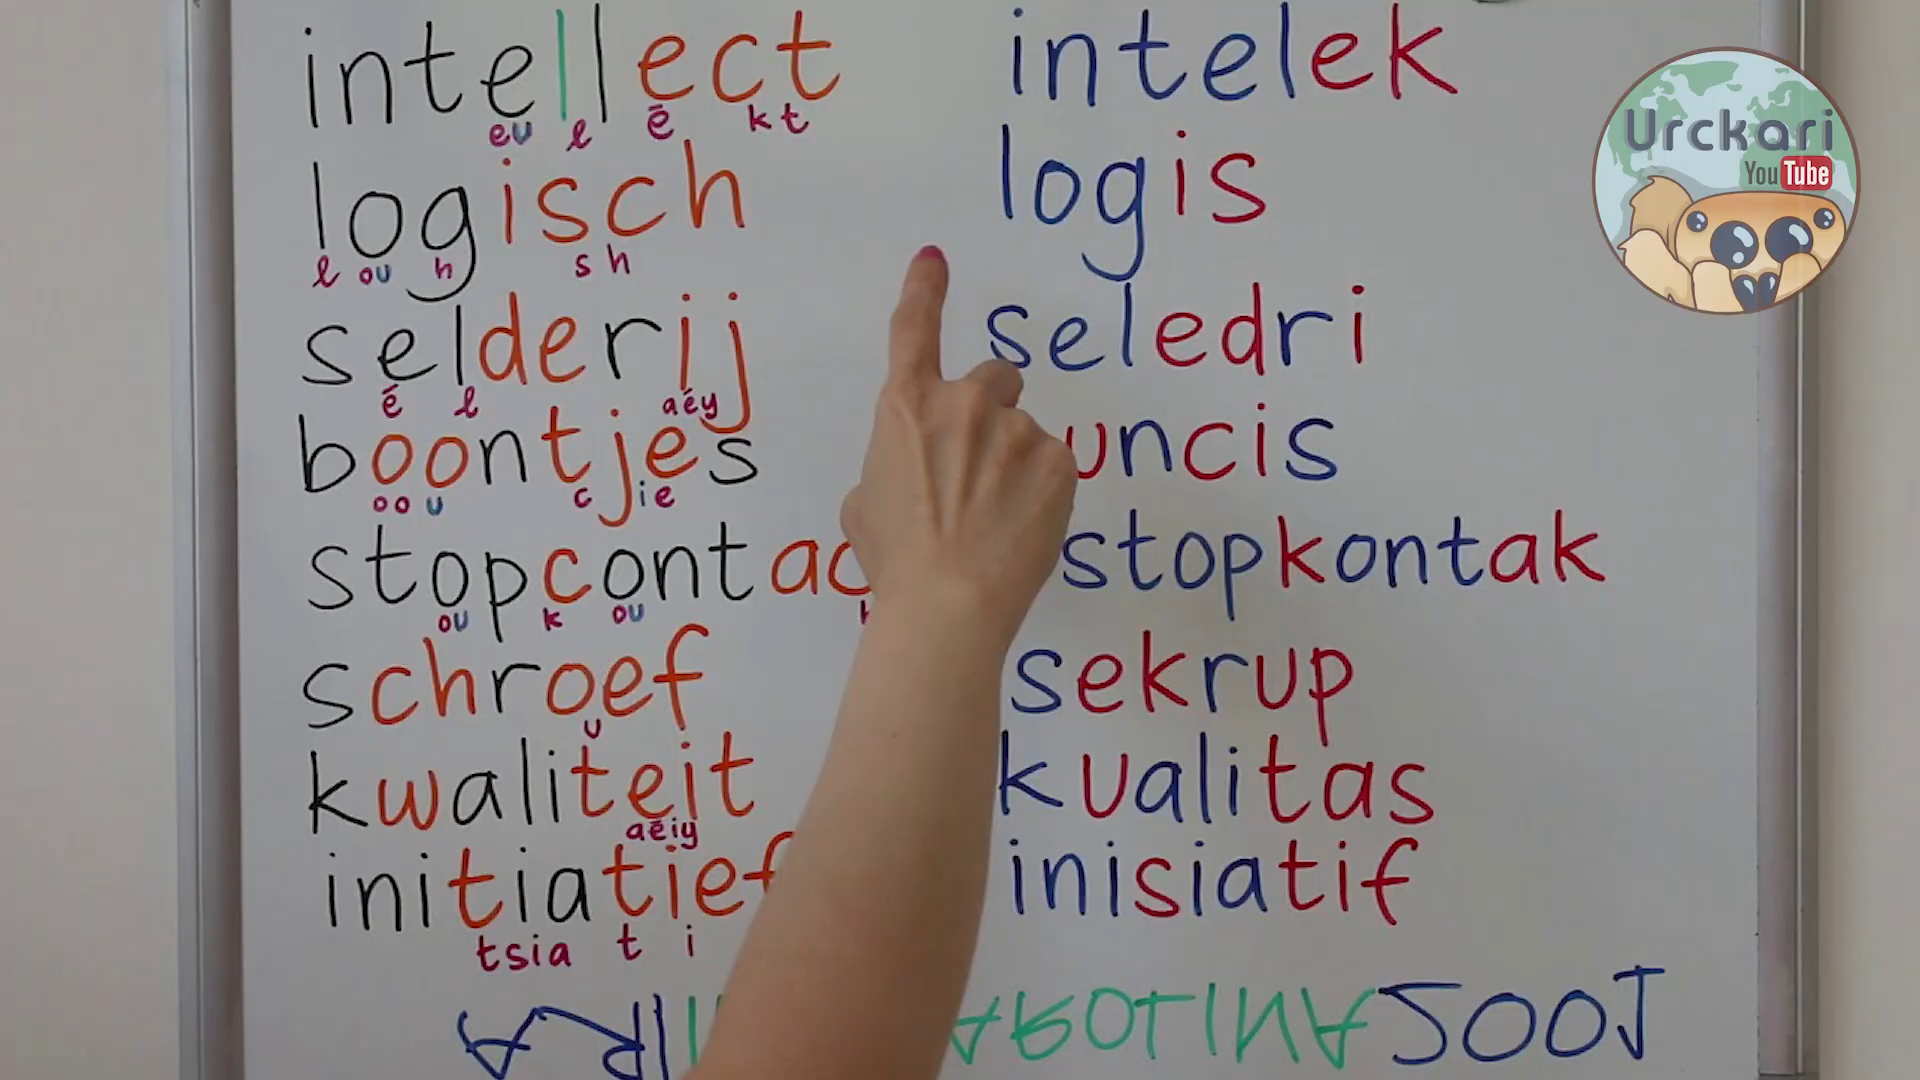 intellect intelek
eu l ē kt
logisch logis
l ou h sh
selderij seledri
é l aéy
boontjes uncis
oo u c ie
stopcontac stopkontak
ou k ou
schroef sekrup
u
kwaliteit kualitas
aēiy
initiatief inisiatif
tsia t i
Urckari
YouTube